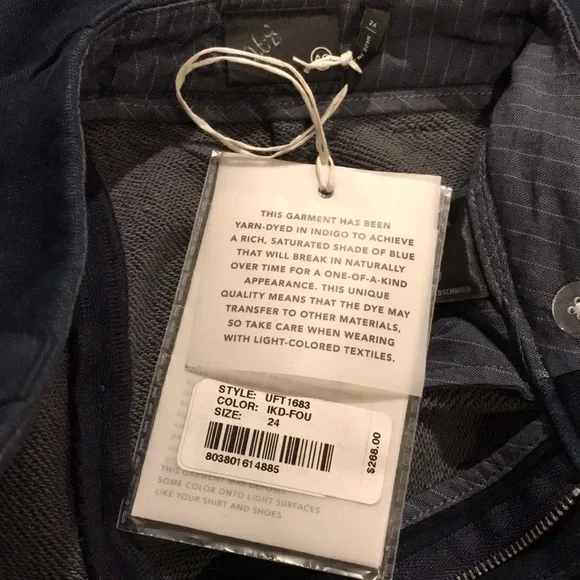 24
THIS GARMENT HAS BEEN
YARN-DYED IN INDIGO TO ACHIEVE
A RICH, SATURATED SHADE OF BLUE
THAT WILL BREAK IN NATURALLY
OVER TIME FOR A ONE-OF-A-KIND
APPEARANCE. THIS UNIQUE
QUALITY MEANS THAT THE DYE MAY
TRANSFER TO OTHER MATERIALS,
SO TAKE CARE WHEN WEARING
WITH LIGHT-COLORED TEXTILES.
STYLE: UFT1683
COLOR: IKD-FOU
SIZE: 24
803801614885
$268.00
THIS GARMENT MAY
SOME COLOR ONTO LIGHT SURFACES
LIKE YOUR SHIRT AND SHOES